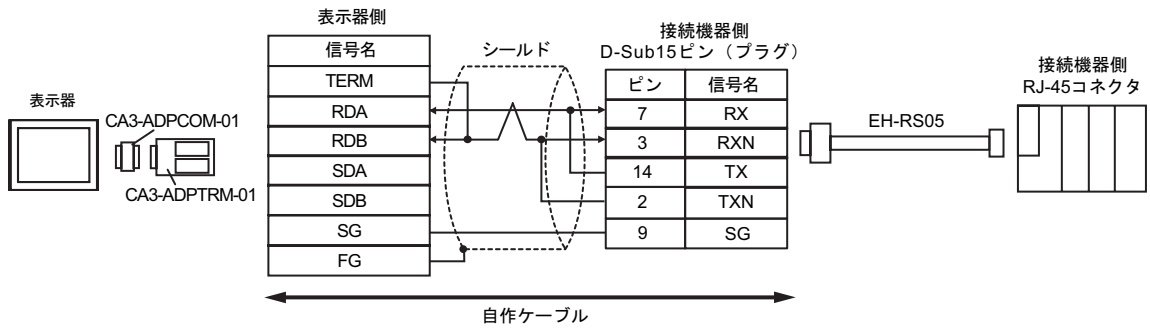 表示器
CA3-ADPCOM-01
CA3-ADPTRM-01
表示器側
信号名
TERM
RDA
RDB
SDA
SDB
SG
FG
シールド
接続機器側
D-Sub15ピン（プラグ）
ピン 信号名
7 RX
3 RXN
14 TX
2 TXN
9 SG
EH-RS05
接続機器側
RJ-45コネクタ
自作ケーブル